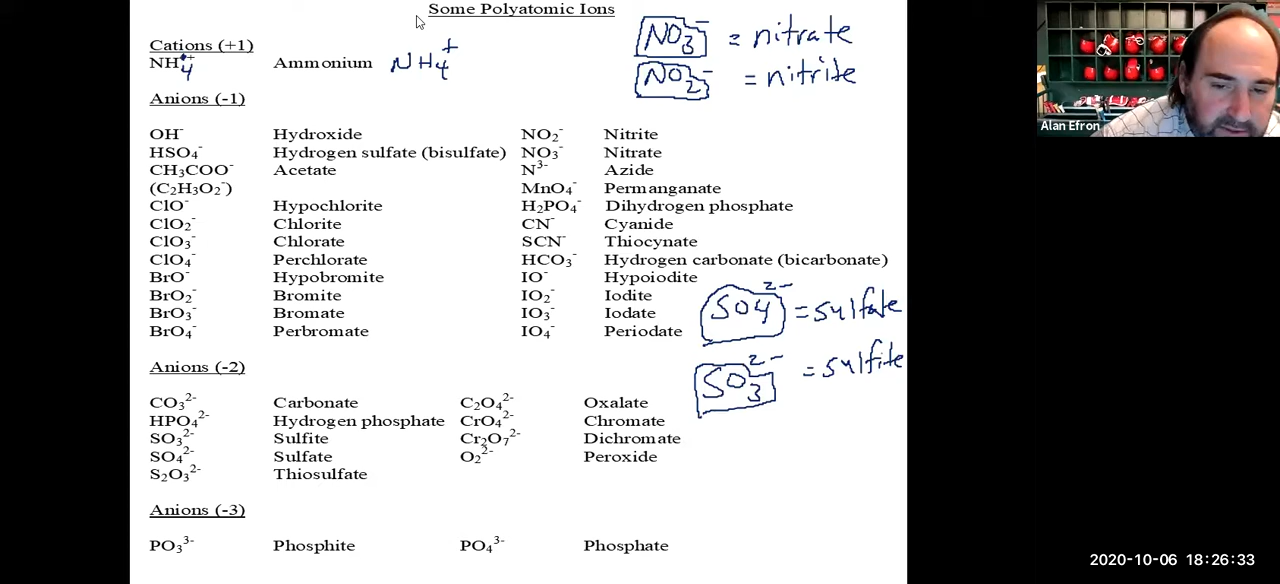 Some Polyatomic Ions
NO₃⁻ = nitrate
Cations (+1)
NH₄⁺ Ammonium NH₄⁺
NO₂⁻ = nitrite
Anions (-1)
OH⁻ Hydroxide NO₂⁻ Nitrite
HSO₄⁻ Hydrogen sulfate (bisulfate) NO₃⁻ Nitrate
CH₃COO⁻ Acetate N³⁻ Azide
(C₂H₃O₂⁻) MnO₄⁻ Permanganate
ClO⁻ Hypochlorite H₂PO₄⁻ Dihydrogen phosphate
ClO₂⁻ Chlorite CN⁻ Cyanide
ClO₃⁻ Chlorate SCN⁻ Thiocynate
ClO₄⁻ Perchlorate HCO₃⁻ Hydrogen carbonate (bicarbonate)
BrO⁻ Hypobromite IO⁻ Hypoiodite
BrO₂⁻ Bromite IO₂⁻ Iodite
BrO₃⁻ Bromate IO₃⁻ Iodate
BrO₄⁻ Perbromate IO₄⁻ Periodate
SO₄²⁻ = sulfate
SO₃²⁻ = sulfite
Anions (-2)
CO₃²⁻ Carbonate C₂O₄²⁻ Oxalate
HPO₄²⁻ Hydrogen phosphate CrO₄²⁻ Chromate
SO₃²⁻ Sulfite Cr₂O₇²⁻ Dichromate
SO₄²⁻ Sulfate O₂²⁻ Peroxide
S₂O₃²⁻ Thiosulfate
Anions (-3)
PO₃³⁻ Phosphite PO₄³⁻ Phosphate
Alan Efron
2020-10-06 18:26:33